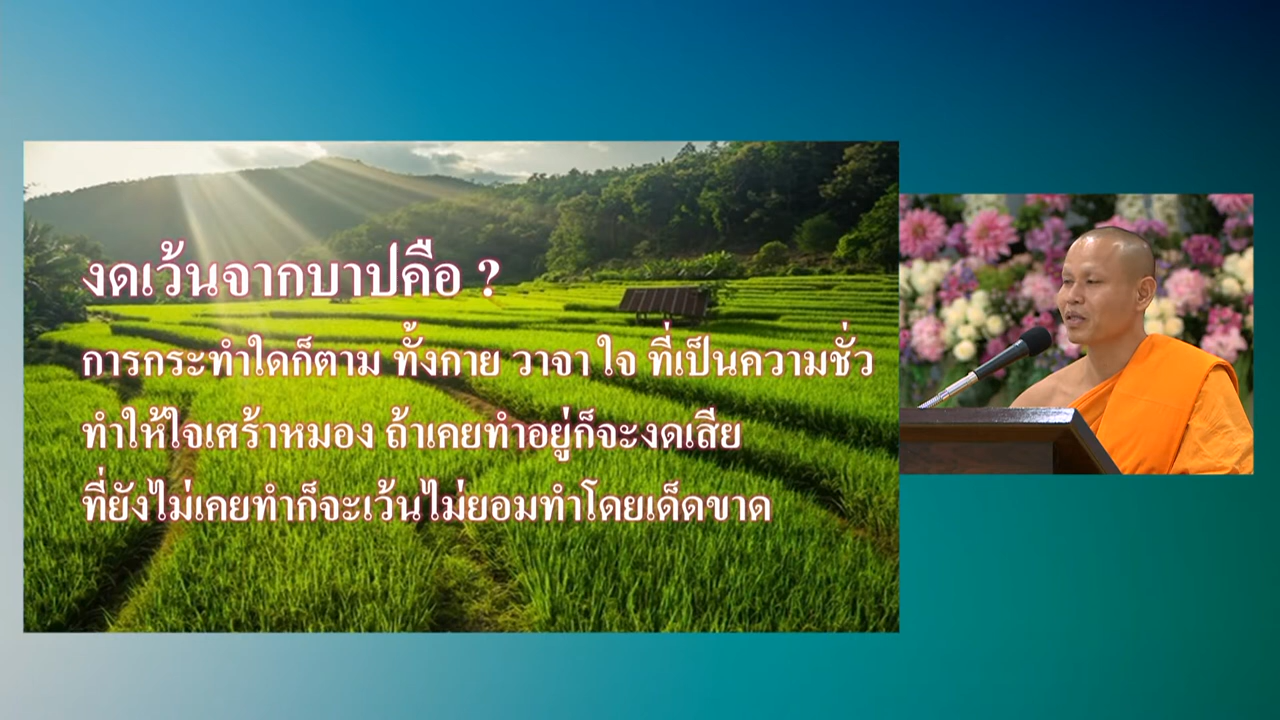 งดเว้นจากบาปคือ ?
การกระทำใดก็ตาม ทั้งกาย วาจา ใจ ที่เป็นความชั่ว
ทำให้ใจเศร้าหมอง ถ้าเคยทำอยู่ก็จะงดเสีย
ที่ยังไม่เคยทำก็จะเว้นไม่ยอมทำโดยเด็ดขาด